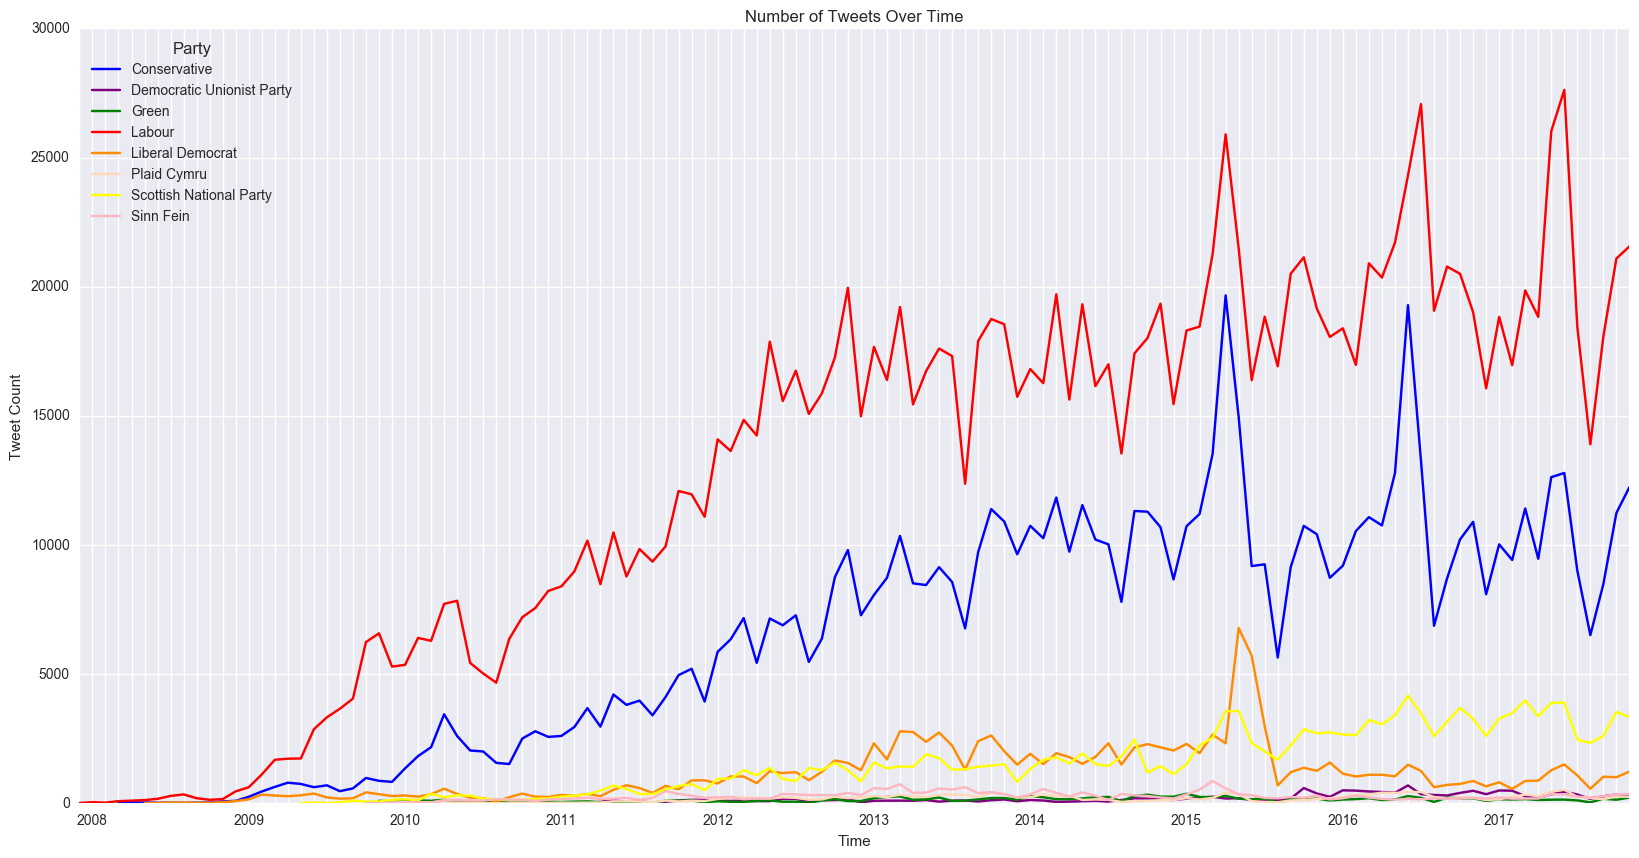 Number of Tweets Over Time
30000
25000
20000
15000
10000
5000
0
Tweet Count
Party
Conservative
Democratic Unionist Party
Green
Labour
Liberal Democrat
Plaid Cymru
Scottish National Party
Sinn Fein
2008 2009 2010 2011 2012 2013 2014 2015 2016 2017
Time